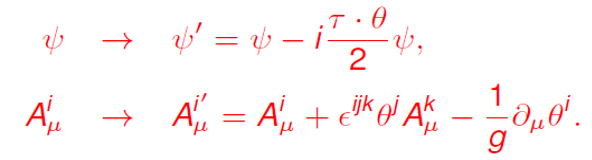 ψ → ψ′ = ψ − i τ · θ / 2 ψ,
A^i_μ → A^{i′}_μ = A^i_μ + ϵ^{ijk} θ^j A^k_μ − 1/g ∂_μ θ^i.